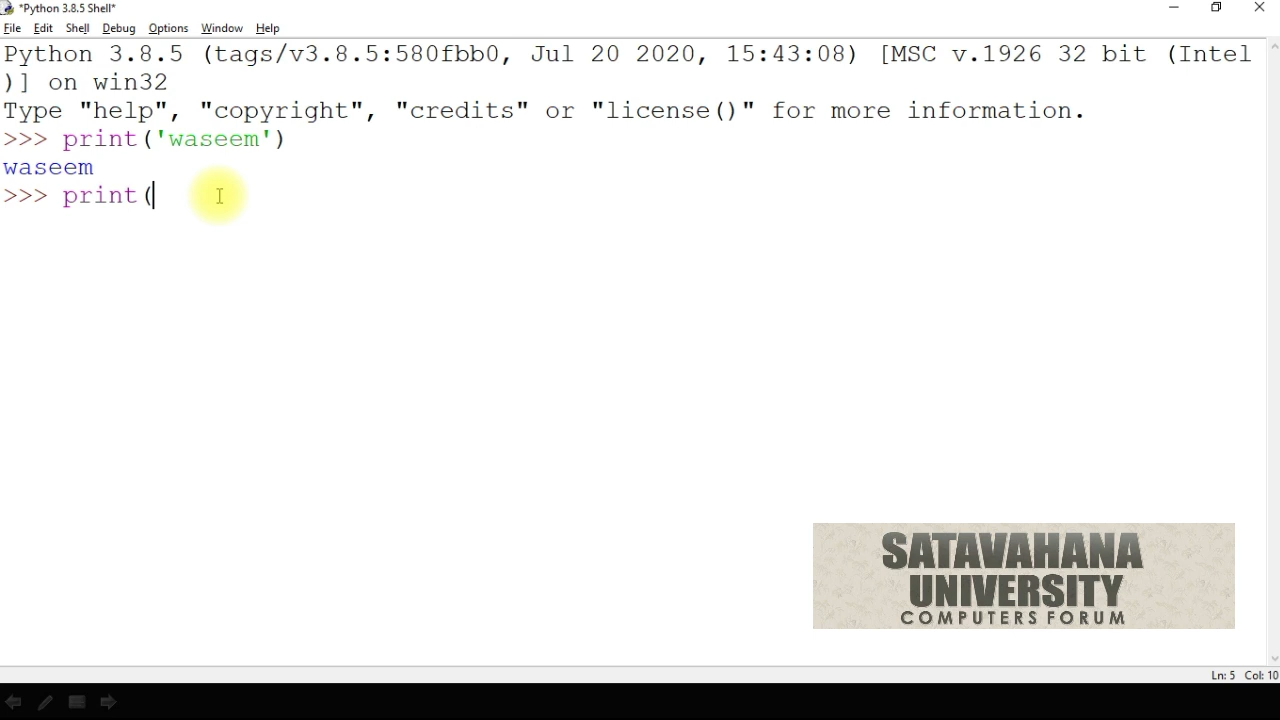 *Python 3.8.5 Shell*
File Edit Shell Debug Options Window Help
Python 3.8.5 (tags/v3.8.5:580fbb0, Jul 20 2020, 15:43:08) [MSC v.1926 32 bit (Intel
)] on win32
Type "help", "copyright", "credits" or "license()" for more information.
>>> print('waseem')
waseem
>>> print(
SATAVAHANA
UNIVERSITY
COMPUTERS FORUM
Ln: 5 Col: 10